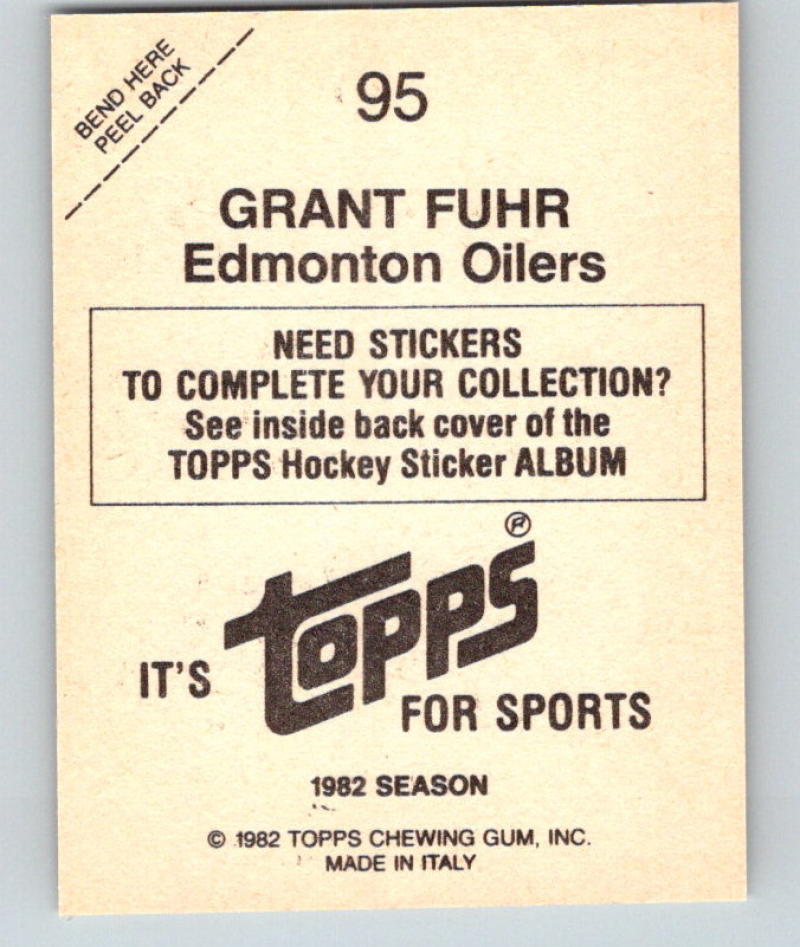 BEND HERE
PEEL BACK
95
GRANT FUHR
Edmonton Oilers
NEED STICKERS
TO COMPLETE YOUR COLLECTION?
See inside back cover of the
TOPPS Hockey Sticker ALBUM
IT'S topps® FOR SPORTS
1982 SEASON
© 1982 TOPPS CHEWING GUM, INC.
MADE IN ITALY